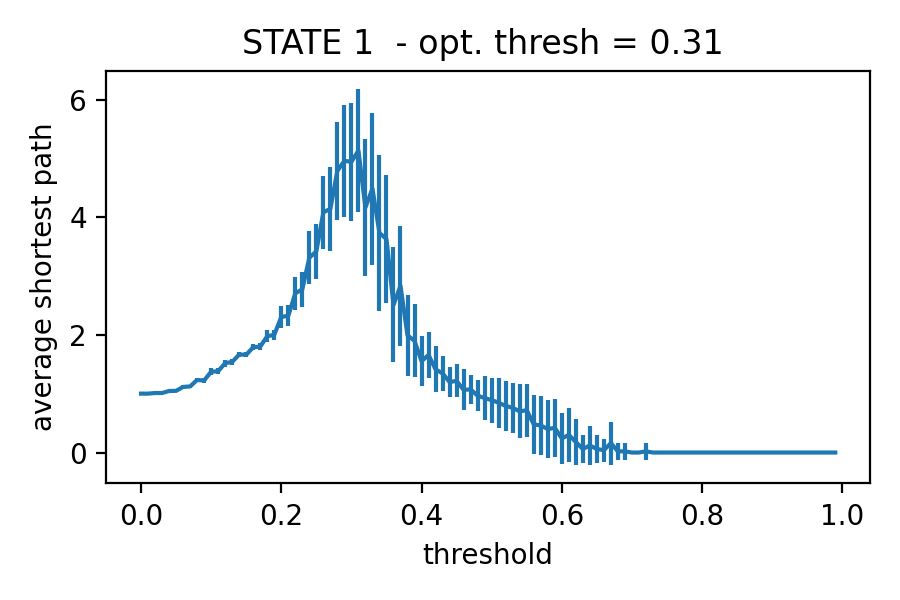 STATE 1 - opt. thresh = 0.31
average shortest path
6
4
2
0
0.0 0.2 0.4 0.6 0.8 1.0
threshold